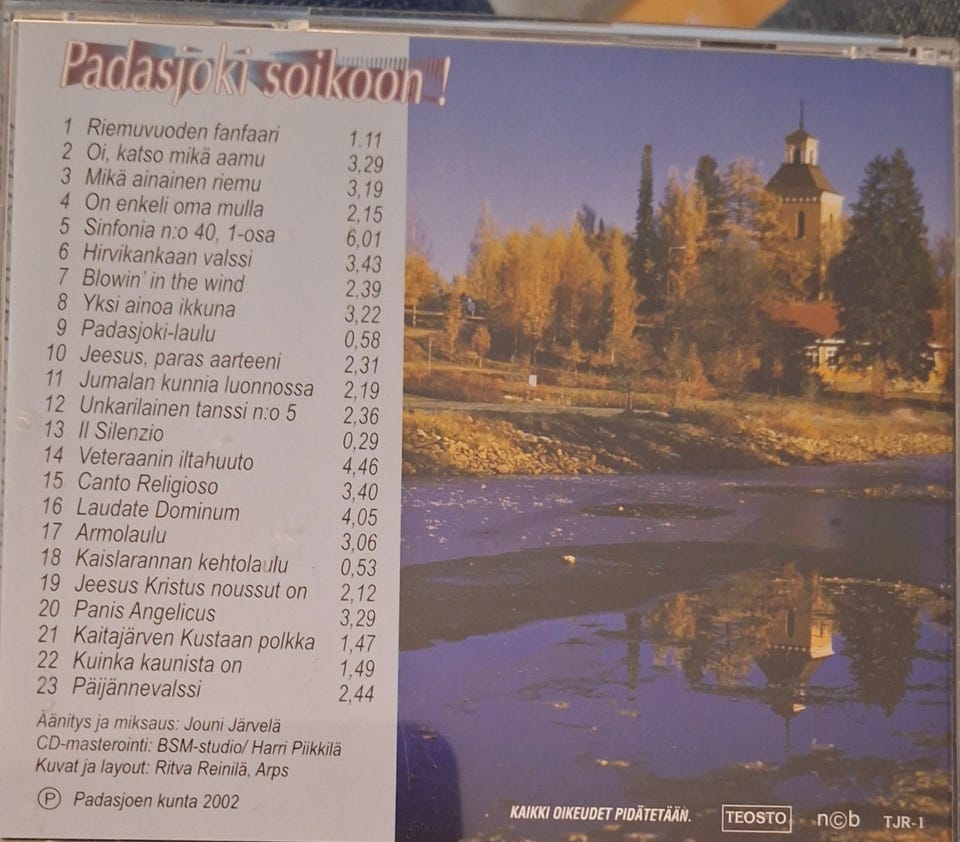 Padasjoki soikoon!
1 Riemuvuoden fanfaari 1.11
2 Oi, katso mikä aamu 3,29
3 Mikä ainainen riemu 3,19
4 On enkeli oma mulla 2,15
5 Sinfonia n:o 40, 1-osa 6,01
6 Hirvikankaan valssi 3,43
7 Blowin' in the wind 2,39
8 Yksi ainoa ikkuna 3,22
9 Padasjoki-laulu 0,58
10 Jeesus, paras aarteeni 2,31
11 Jumalan kunnia luonnossa 2,19
12 Unkarilainen tanssi n:o 5 2,36
13 Il Silenzio 0,29
14 Veteraanin iltahuuto 4,46
15 Canto Religioso 3,40
16 Laudate Dominum 4,05
17 Armolaulu 3,06
18 Kaislarannan kehtolaulu 0,53
19 Jeesus Kristus noussut on 2,12
20 Panis Angelicus 3,29
21 Kaitajärven Kustaan polkka 1,47
22 Kuinka kaunista on 1,49
23 Päijännevalssi 2,44
Äänitys ja miksaus: Jouni Järvelä
CD-masterointi: BSM-studio/ Harri Piikkilä
Kuvat ja layout: Ritva Reinilä, Arps
Ⓟ Padasjoen kunta 2002
KAIKKI OIKEUDET PIDÄTETÄÄN. TEOSTO n©b TJR-1